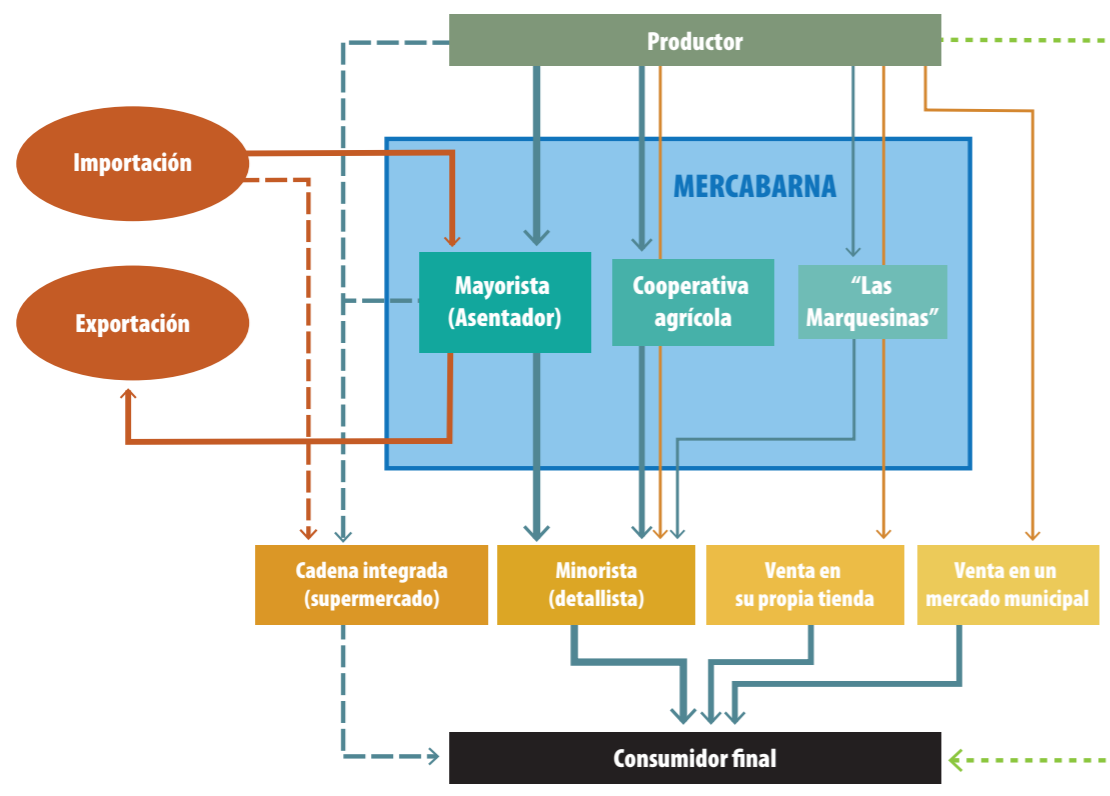 Productor
Importación
MERCABARNA
Mayorista
(Asentador)
Cooperativa
agrícola
“Las
Marquesinas”
Exportación
Cadena integrada
(supermercado)
Minorista
(detallista)
Venta en
su propia tienda
Venta en un
mercado municipal
Consumidor final